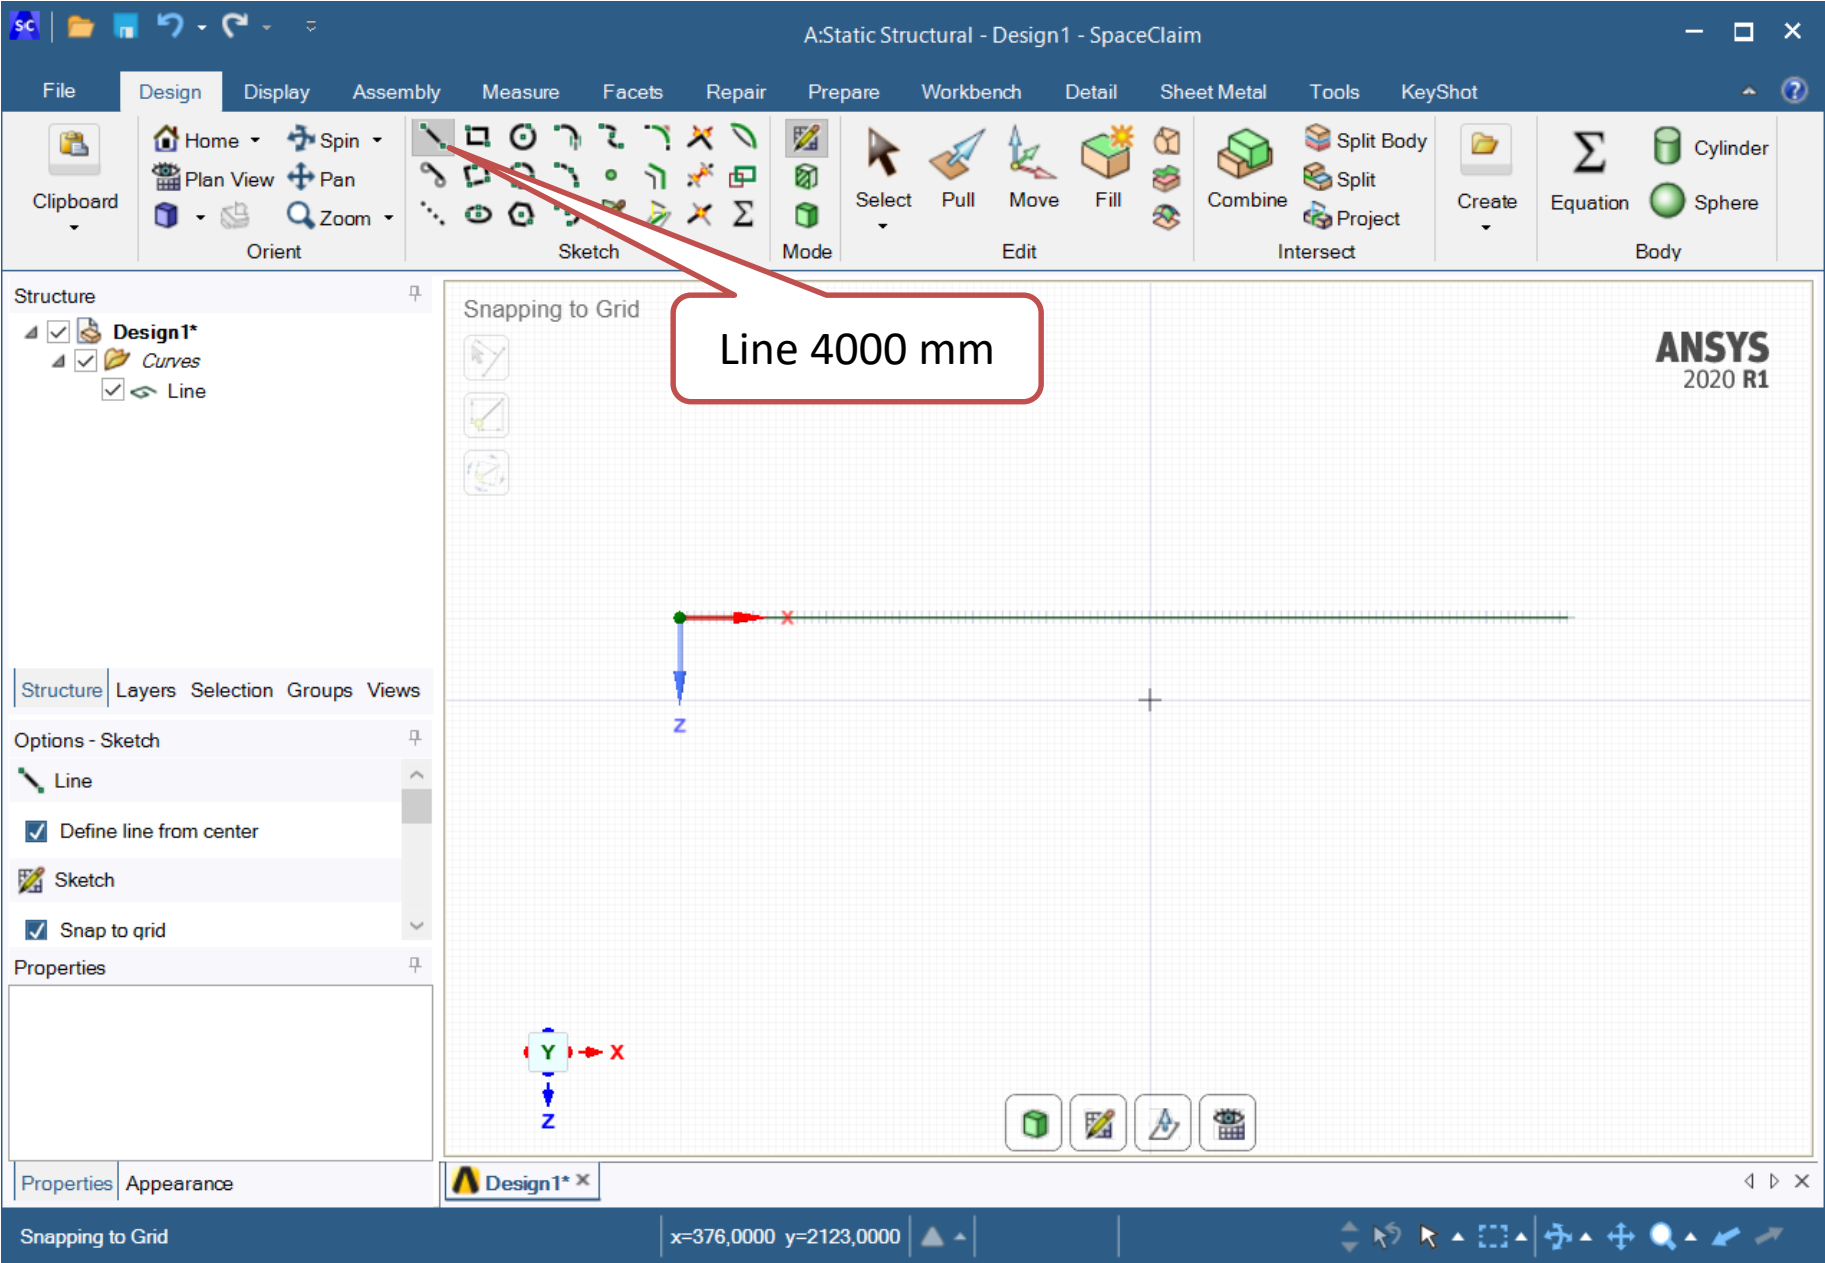 SC
A:Static Structural - Design1 - SpaceClaim
File Design Display Assembly Measure Facets Repair Prepare Workbench Detail Sheet Metal Tools KeyShot
Clipboard
Home
Plan View
Spin
Pan
Zoom
Orient
Sketch
Mode
Select
Pull
Move
Fill
Edit
Combine
Split Body
Split
Project
Intersect
Create
Equation
Cylinder
Sphere
Body
Structure
Design1*
Curves
Line
Structure Layers Selection Groups Views
Options - Sketch
Line
Define line from center
Sketch
Snap to grid
Properties
Properties Appearance
Snapping to Grid
Line 4000 mm
ANSYS
2020 R1
X
Z
Y X
Z
Design1*
Snapping to Grid
x=376,0000 y=2123,0000